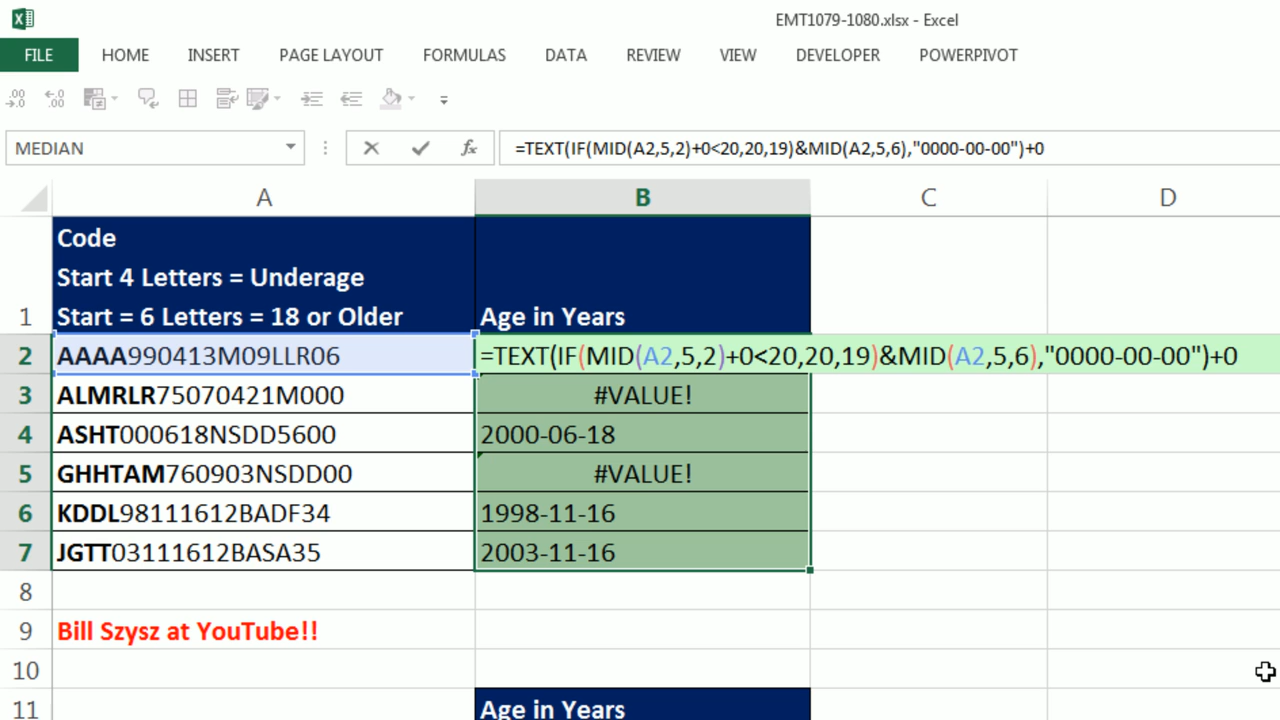 EMT1079-1080.xlsx - Excel
FILE HOME INSERT PAGE LAYOUT FORMULAS DATA REVIEW VIEW DEVELOPER POWERPIVOT
MEDIAN =TEXT(IF(MID(A2,5,2)+0<20,20,19)&MID(A2,5,6),"0000-00-00")+0
A B C D
Code
Start 4 Letters = Underage
1 Start = 6 Letters = 18 or Older Age in Years
2 AAAA990413M09LLR06 =TEXT(IF(MID(A2,5,2)+0<20,20,19)&MID(A2,5,6),"0000-00-00")+0
3 ALMRLR75070421M000 #VALUE!
4 ASHT000618NSDD5600 2000-06-18
5 GHHTAM760903NSDD00 #VALUE!
6 KDDL98111612BADF34 1998-11-16
7 JGTT03111612BASA35 2003-11-16
8
9 Bill Szysz at YouTube!!
10
11 Age in Years